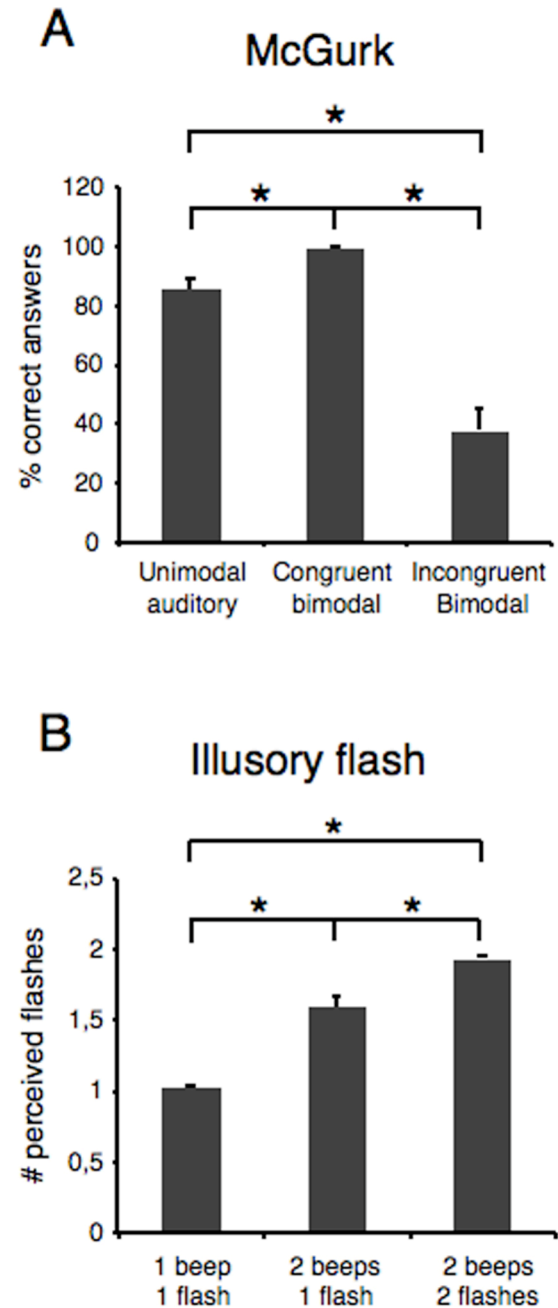 A
McGurk
*
* *
120
100
80
60
40
20
0
% correct answers
Unimodal auditory
Congruent bimodal
Incongruent Bimodal
B
Illusory flash
*
* *
2,5
2
1,5
1
0,5
0
# perceived flashes
1 beep 1 flash
2 beeps 1 flash
2 beeps 2 flashes